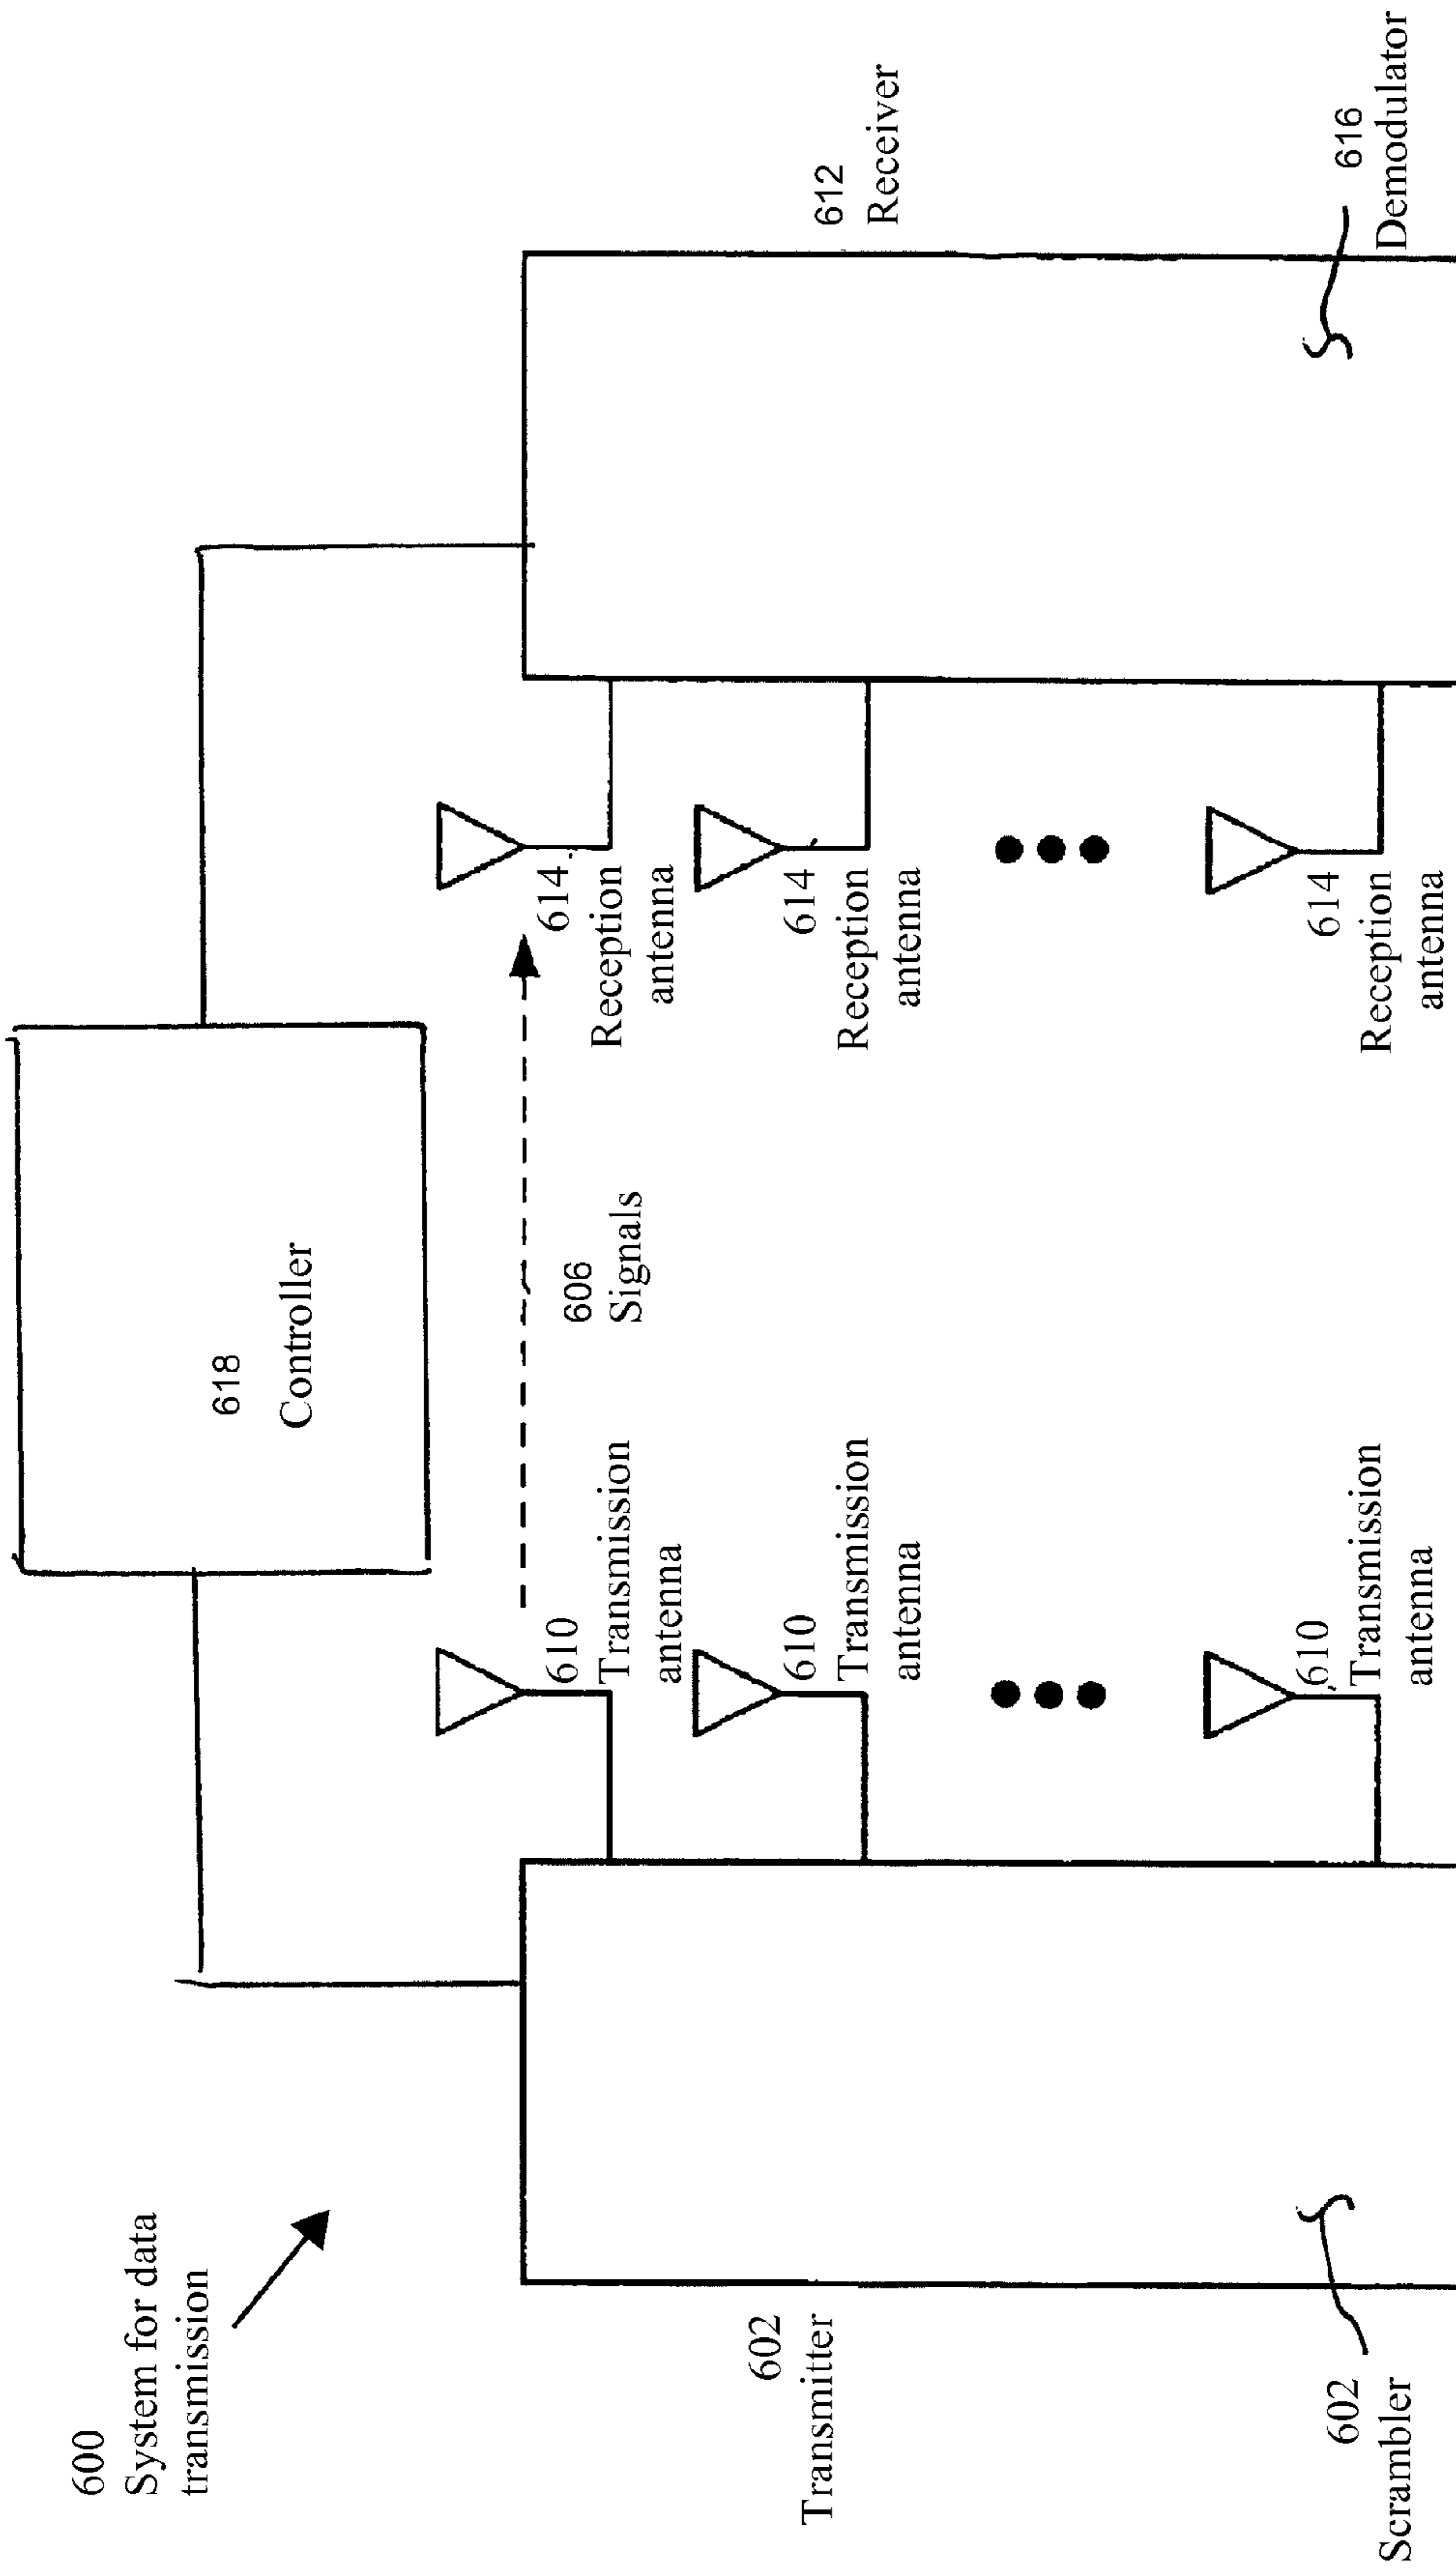 600
System for data
transmission
618
Controller
606
Signals
610
Transmission
antenna
610
Transmission
antenna
610
Transmission
antenna
614
Reception
antenna
614
Reception
antenna
614
Reception
antenna
602
Transmitter
602
Scrambler
612
Receiver
616
Demodulator